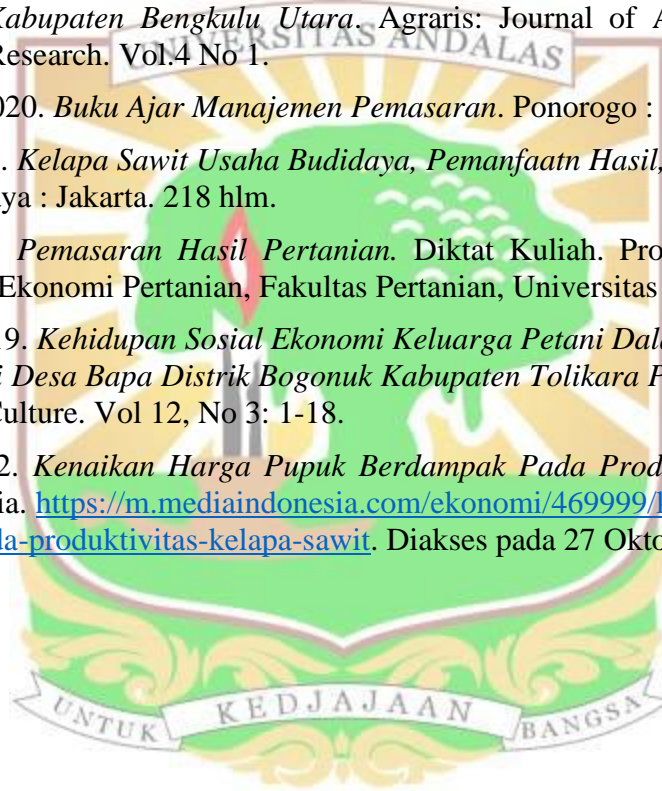 Kabupaten Bengkulu Utara. Agraris: Journal of A
Research. Vol.4 No 1.
UNIVERSITAS ANDALAS
020. Buku Ajar Manajemen Pemasaran. Ponorogo :
. Kelapa Sawit Usaha Budidaya, Pemanfaatn Hasil,
ya : Jakarta. 218 hlm.
Pemasaran Hasil Pertanian. Diktat Kuliah. Pro
Ekonomi Pertanian, Fakultas Pertanian, Universitas
19. Kehidupan Sosial Ekonomi Keluarga Petani Dala
i Desa Bapa Distrik Bogonuk Kabupaten Tolikara P
Culture. Vol 12, No 3: 1-18.
2. Kenaikan Harga Pupuk Berdampak Pada Prod
ia. https://m.mediaindonesia.com/ekonomi/469999/
da-produktivitas-kelapa-sawit. Diakses pada 27 Okto
UNTUK KEDJAJAAN BANGSA